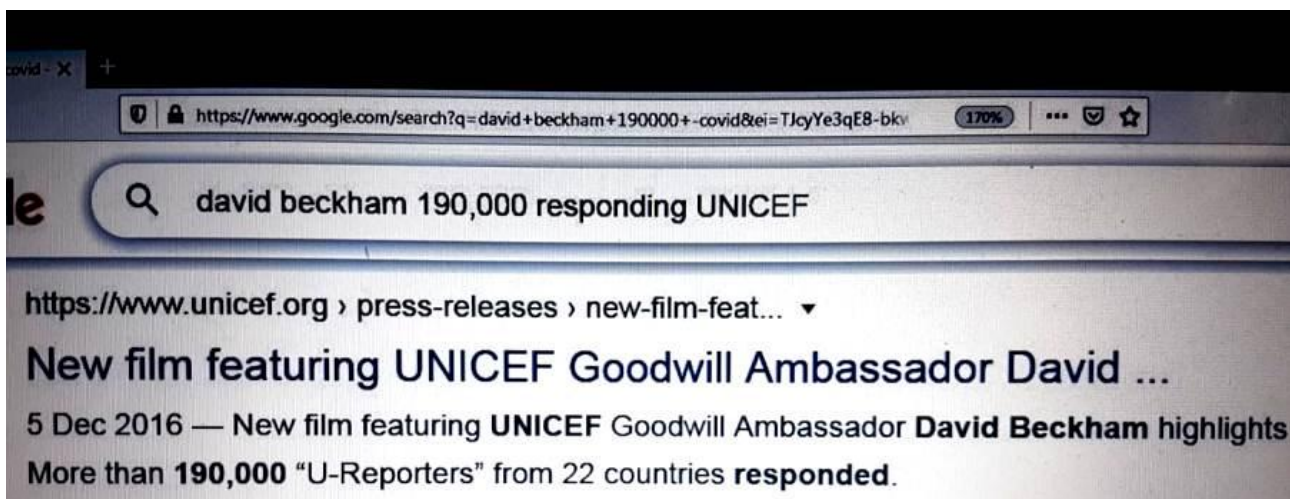 covid -
https://www.google.com/search?q=david+beckham+190000+-covid&ei=TJcyYe3qE8-bkv
170%
le
david beckham 190,000 responding UNICEF
https://www.unicef.org › press-releases › new-film-feat...
New film featuring UNICEF Goodwill Ambassador David ...
5 Dec 2016 — New film featuring UNICEF Goodwill Ambassador David Beckham highlights
More than 190,000 “U-Reporters” from 22 countries responded.